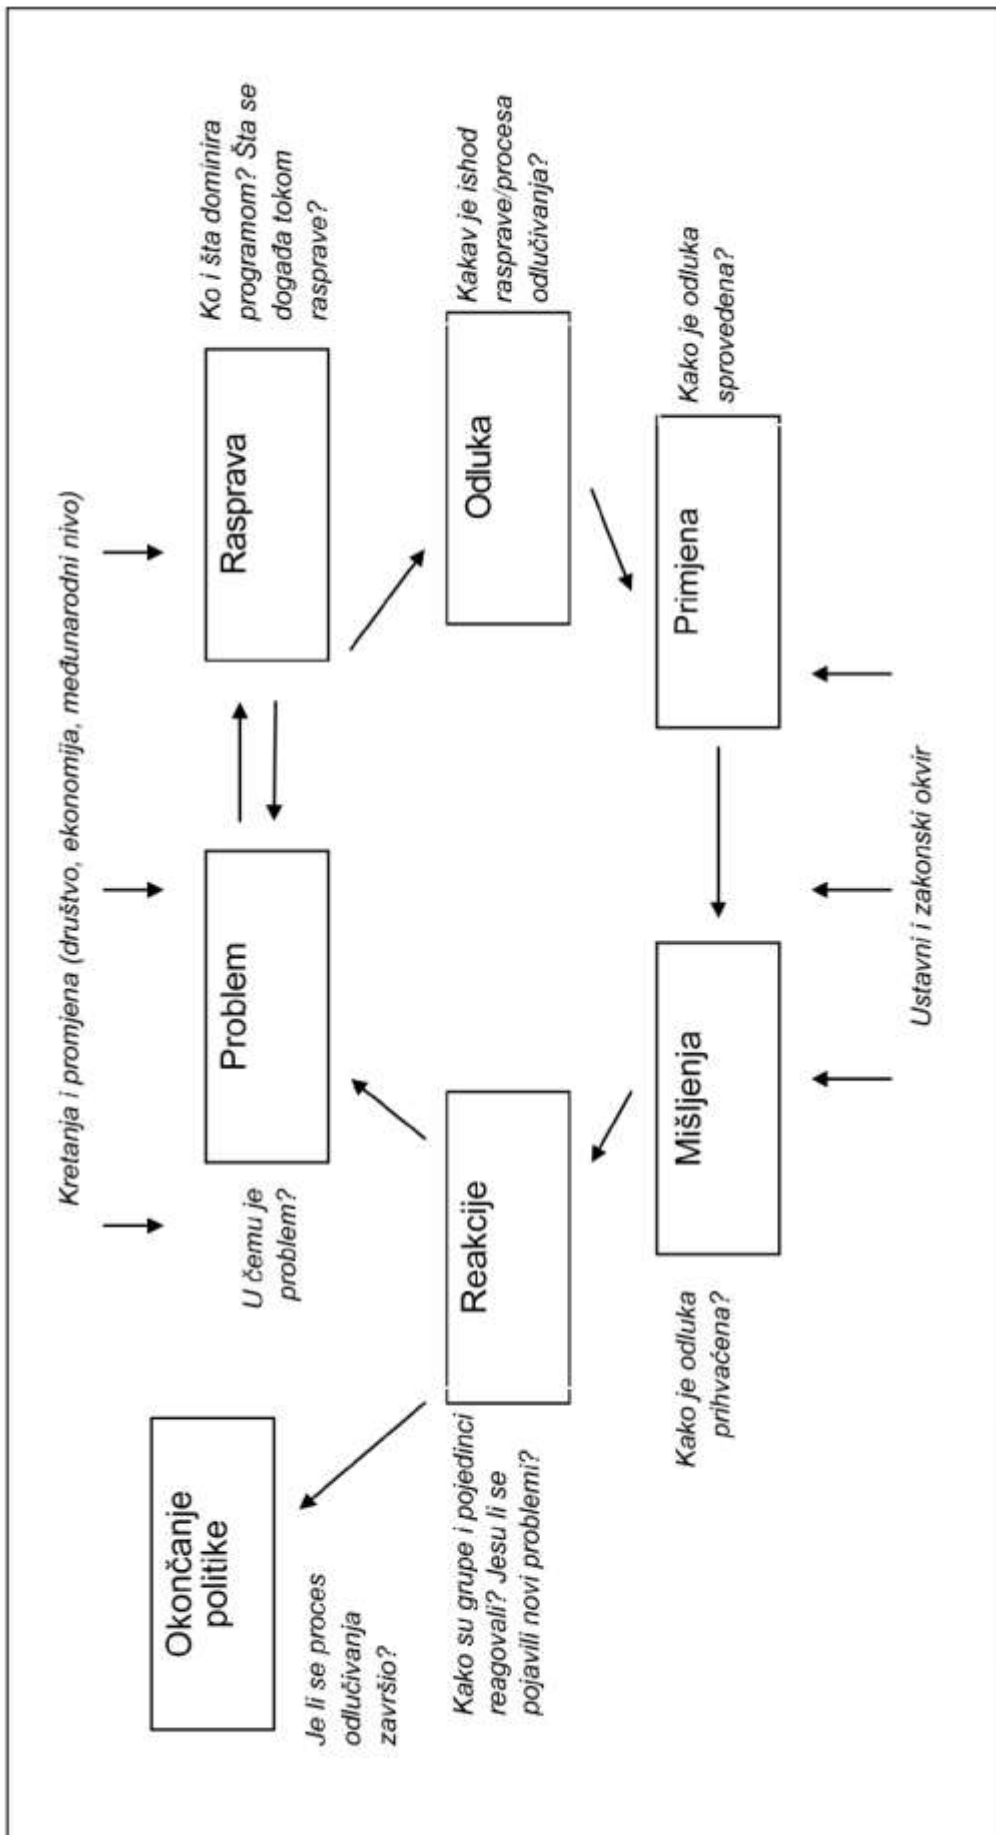 Kretanja i promjena (društvo, ekonomija, međunarodni nivo)
Okončanje
politike
Je li se proces
odlučivanja
završio?
Problem
U čemu je
problem?
Rasprava
Ko i šta dominira
programom? Šta se
događa tokom
rasprave?
Reakcije
Kako su grupe i pojedinci
reagovali? Jesu li se
pojavili novi problemi?
Odluka
Kakav je ishod
rasprave/procesa
odlučivanja?
Mišljenja
Kako je odluka
prihvaćena?
Primjena
Kako je odluka
sprovedena?
Ustavni i zakonski okvir